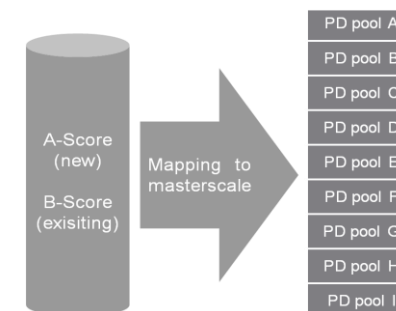 A-Score
(new)
B-Score
(exisiting)
Mapping to
masterscale
PD pool A
PD pool B
PD pool C
PD pool D
PD pool E
PD pool F
PD pool G
PD pool H
PD pool I